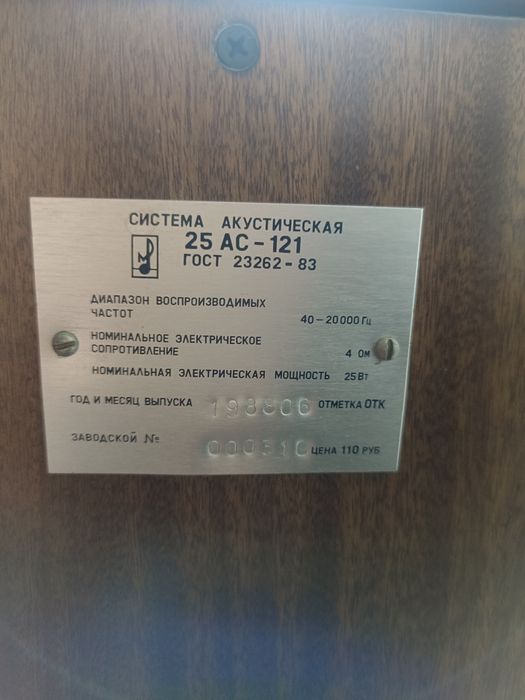 СИСТЕМА АКУСТИЧЕСКАЯ
25 АС-121
ГОСТ 23262-83
ДИАПАЗОН ВОСПРОИЗВОДИМЫХ
ЧАСТОТ 40-20000 Гц
НОМИНАЛЬНОЕ ЭЛЕКТРИЧЕСКОЕ
СОПРОТИВЛЕНИЕ 4 ОМ
НОМИНАЛЬНАЯ ЭЛЕКТРИЧЕСКАЯ МОЩНОСТЬ 25 Вт
ГОД И МЕСЯЦ ВЫПУСКА 198806 ОТМЕТКА ОТК
ЗАВОДСКОЙ № ЦЕНА 110 РУБ